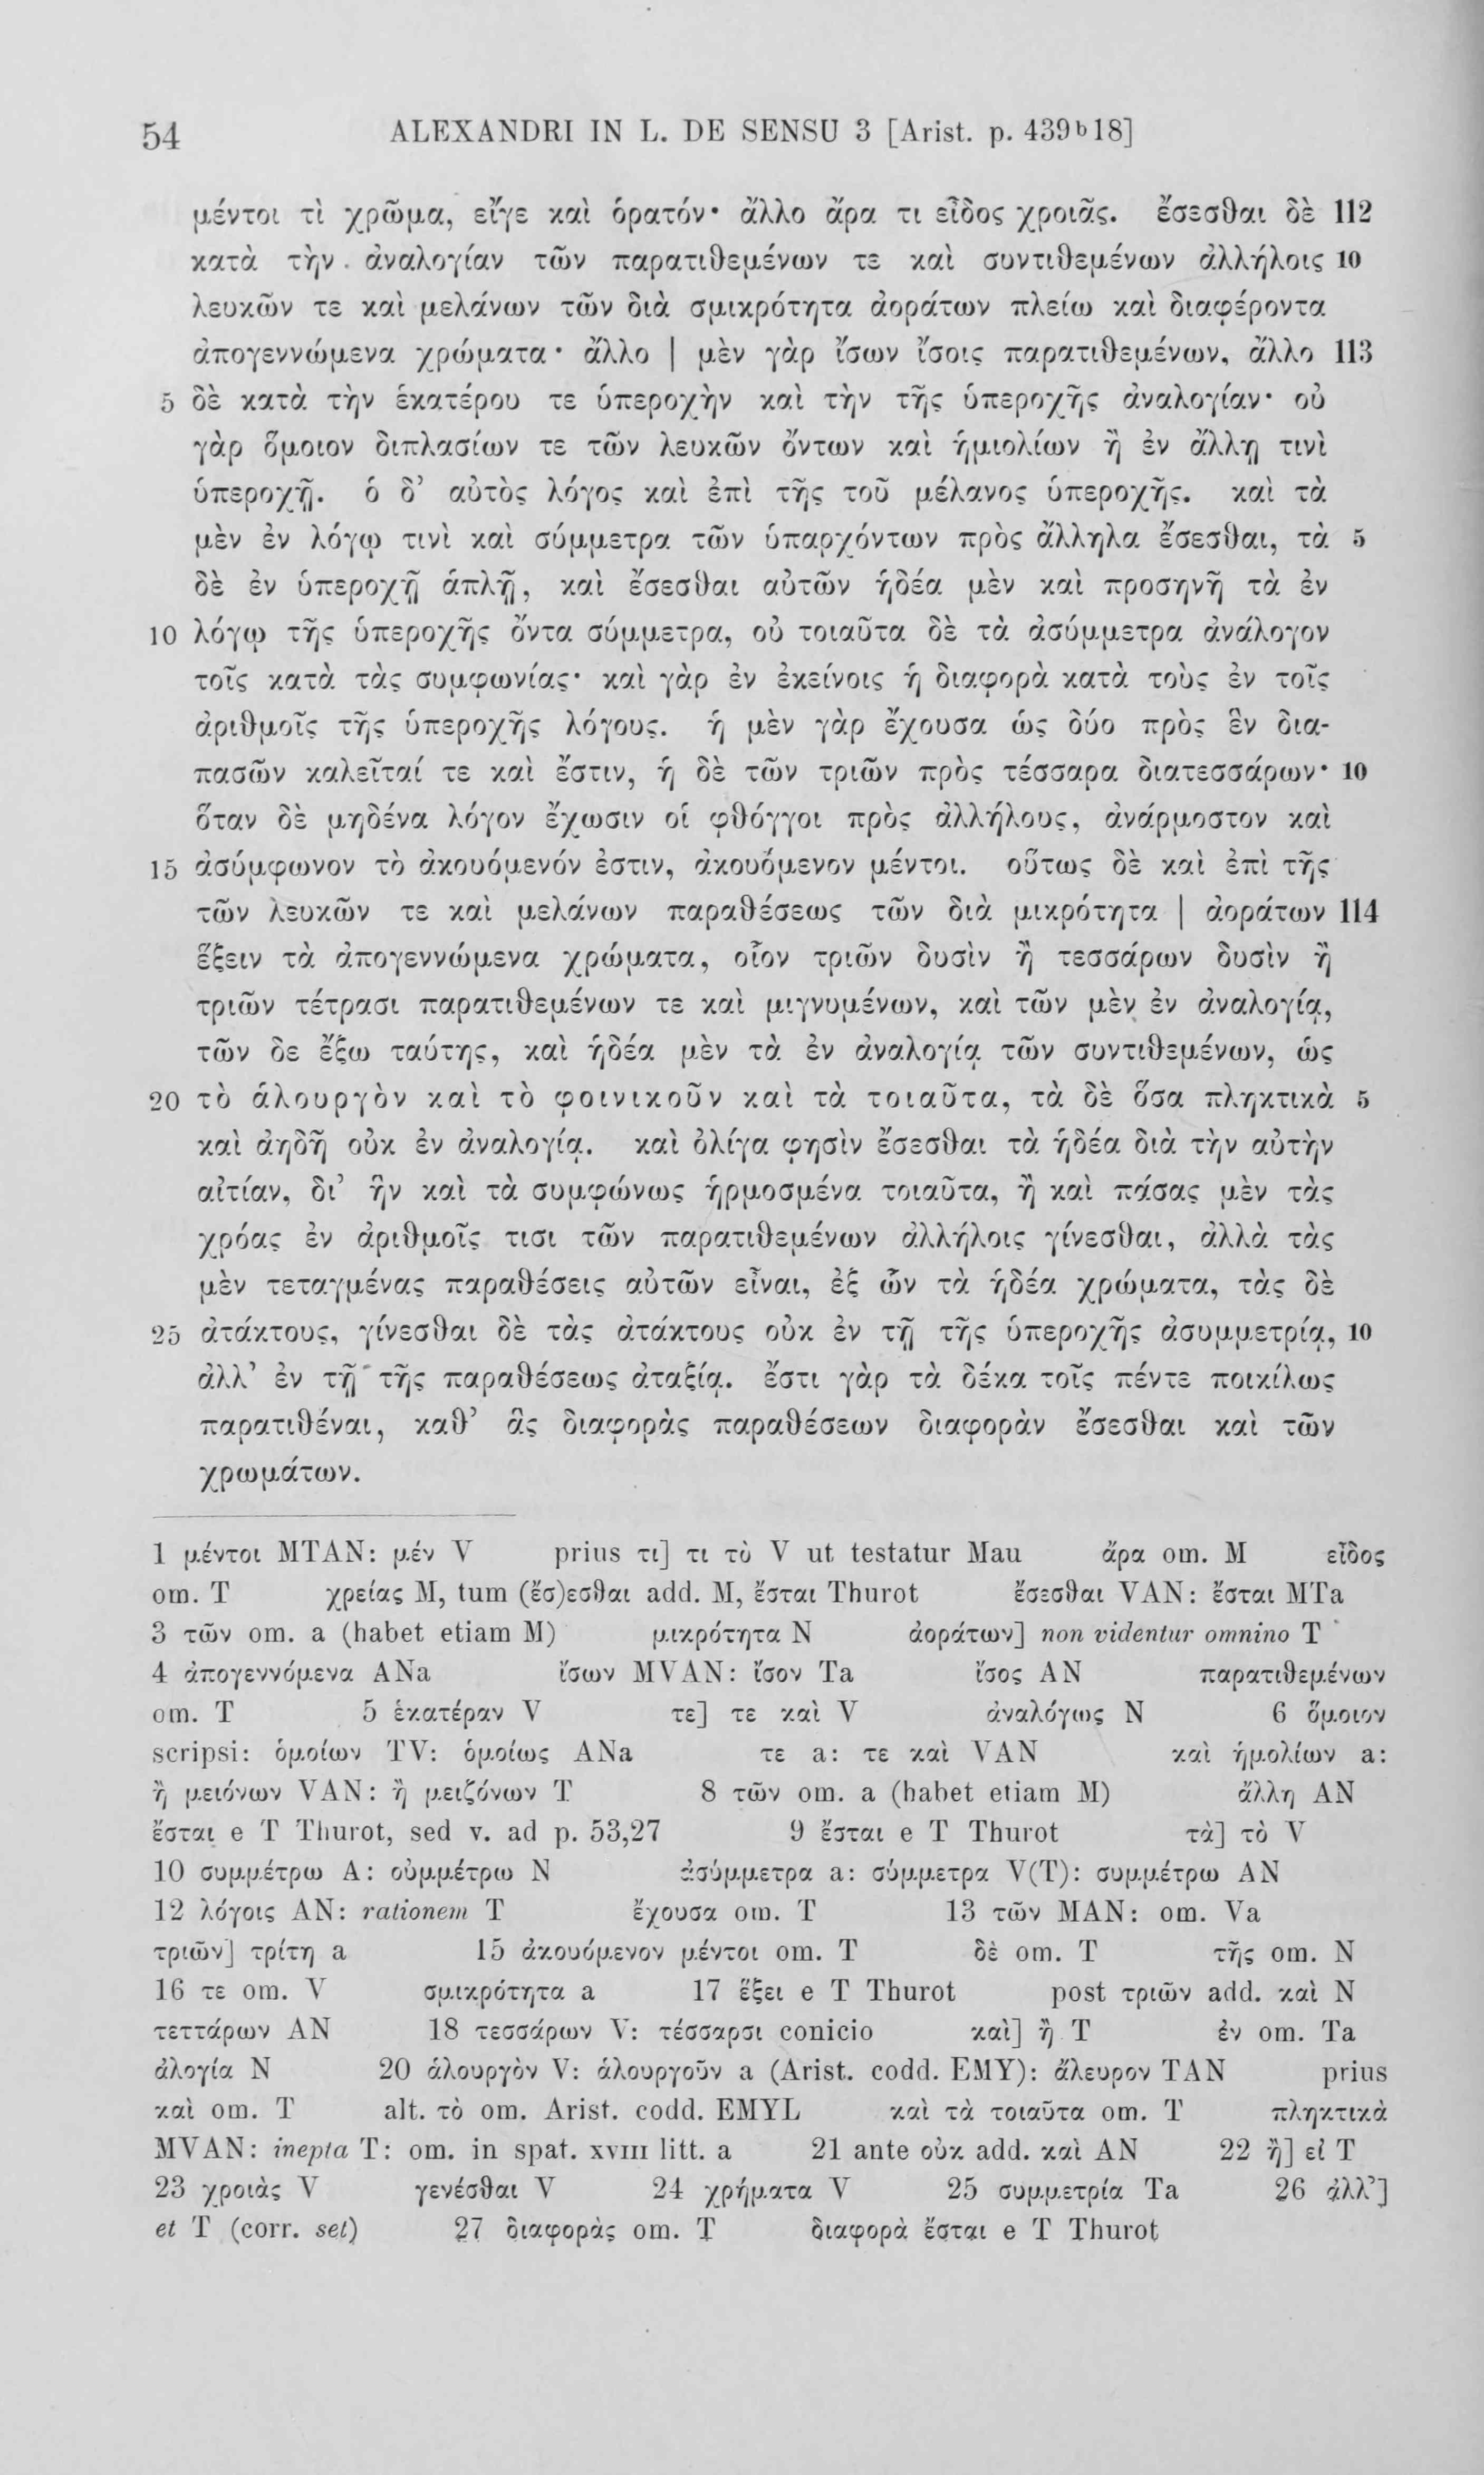 54 ALEXANDRI IN L. DE SENSU 3 [Arist. p. 439b18]
μέντοι τὶ χρῶμα, εἴγε καὶ ὁρατόν· ἄλλο ἄρα τι εἶδος χροιᾶς. ἔσεσθαι δὲ 112
κατὰ τὴν ἀναλογίαν τῶν παρατιθεμένων τε καὶ συντιθεμένων ἀλλήλοις 10
λευκῶν τε καὶ μελάνων τῶν διὰ σμικρότητα ἀοράτων πλείω καὶ διαφέροντα
ἀπογεννώμενα χρώματα· ἄλλο | μὲν γὰρ ἴσων ἴσοις παρατιθεμένων, ἄλλο 113
5 δὲ κατὰ τὴν ἑκατέρου τε ὑπεροχὴν καὶ τὴν τῆς ὑπεροχῆς ἀναλογίαν· οὐ
γὰρ ὅμοιον διπλασίων τε τῶν λευκῶν ὄντων καὶ ἡμιολίων ἢ ἐν ἄλλῃ τινὶ
ὑπεροχῇ. ὁ δ’ αὐτὸς λόγος καὶ ἐπὶ τῆς τοῦ μέλανος ὑπεροχῆς. καὶ τὰ
μὲν ἐν λόγῳ τινὶ καὶ σύμμετρα τῶν ὑπαρχόντων πρὸς ἄλληλα ἔσεσθαι, τὰ 5
δὲ ἐν ὑπεροχῇ ἁπλῇ, καὶ ἔσεσθαι αὐτῶν ἡδέα μὲν καὶ προσηνῆ τὰ ἐν
10 λόγῳ τῆς ὑπεροχῆς ὄντα σύμμετρα, οὐ τοιαῦτα δὲ τὰ ἀσύμμετρα ἀνάλογον
τοῖς κατὰ τὰς συμφωνίας· καὶ γὰρ ἐν ἐκείνοις ἡ διαφορὰ κατὰ τοὺς ἐν τοῖς
ἀριθμοῖς τῆς ὑπεροχῆς λόγους. ἡ μὲν γὰρ ἔχουσα ὡς δύο πρὸς ἓν δια-
πασῶν καλεῖταί τε καὶ ἔστιν, ἡ δὲ τῶν τριῶν πρὸς τέσσαρα διατεσσάρων· 10
ὅταν δὲ μηδένα λόγον ἔχωσιν οἱ φθόγγοι πρὸς ἀλλήλους, ἀνάρμοστον καὶ
15 ἀσύμφωνον τὸ ἀκουόμενόν ἐστιν, ἀκουόμενον μέντοι. οὕτως δὲ καὶ ἐπὶ τῆς
τῶν λευκῶν τε καὶ μελάνων παραθέσεως τῶν διὰ μικρότητα | ἀοράτων 114
ἕξειν τὰ ἀπογεννώμενα χρώματα, οἷον τριῶν δυσὶν ἢ τεσσάρων δυσὶν ἢ
τριῶν τέτρασι παρατιθεμένων τε καὶ μιγνυμένων, καὶ τῶν μὲν ἐν ἀναλογίᾳ,
τῶν δε ἔξω ταύτης, καὶ ἡδέα μὲν τὰ ἐν ἀναλογίᾳ τῶν συντιθεμένων, ὡς
20 τὸ ἁλουργὸν καὶ τὸ φοινικοῦν καὶ τὰ τοιαῦτα, τὰ δὲ ὅσα πληκτικὰ 5
καὶ ἀηδῆ οὐκ ἐν ἀναλογίᾳ. καὶ ὀλίγα φησὶν ἔσεσθαι τὰ ἡδέα διὰ τὴν αὐτὴν
αἰτίαν, δι’ ἣν καὶ τὰ συμφώνως ἡρμοσμένα τοιαῦτα, ἢ καὶ πάσας μὲν τὰς
χρόας ἐν ἀριθμοῖς τισι τῶν παρατιθεμένων ἀλλήλοις γίνεσθαι, ἀλλὰ τὰς
μὲν τεταγμένας παραθέσεις αὐτῶν εἶναι, ἐξ ὧν τὰ ἡδέα χρώματα, τὰς δὲ
25 ἀτάκτους, γίνεσθαι δὲ τὰς ἀτάκτους οὐκ ἐν τῇ τῆς ὑπεροχῆς ἀσυμμετρίᾳ, 10
ἀλλ’ ἐν τῇ τῆς παραθέσεως ἀταξίᾳ. ἔστι γὰρ τὰ δέκα τοῖς πέντε ποικίλως
παρατιθέναι, καθ’ ἃς διαφορὰς παραθέσεων διαφορὰν ἔσεσθαι καὶ τῶν
χρωμάτων.
1 μέντοι MTAN: μέν V prius τι] τι τὸ V ut testatur Mau ἄρα om. M εἶδος
om. T χρείας M, tum (ἔσ)εσθαι add. M, ἔσται Thurot ἔσεσθαι VAN: ἔσται MTa
3 τῶν om. a (habet etiam M) μικρότητα N ἀοράτων] non videntur omnino T
4 ἀπογεννόμενα ANa ἴσων MVAN: ἴσον Ta ἴσος AN παρατιθεμένων
om. T 5 ἑκατέραν V τε] τε καὶ V ἀναλόγως N 6 ὅμοιον
scripsi: ὁμοίων TV: ὁμοίως ANa τε a: τε καὶ VAN καὶ ἡμολίων a:
ἢ μειόνων VAN: ἢ μειζόνων T 8 τῶν om. a (habet etiam M) ἄλλη AN
ἔσται e T Thurot, sed v. ad p. 53,27 9 ἔσται e T Thurot τὰ] τὸ V
10 συμμέτρω A: οὐμμέτρω N ἀσύμμετρα a: σύμμετρα V(T): συμμέτρω AN
12 λόγοις AN: rationem T ἔχουσα om. T 13 τῶν MAN: om. Va
τριῶν] τρίτη a 15 ἀκουόμενον μέντοι om. T δὲ om. T τῆς om. N
16 τε om. V σμικρότητα a 17 ἕξει e T Thurot post τριῶν add. καὶ N
τεττάρων AN 18 τεσσάρων V: τέσσαρσι conicio καὶ] ἢ T ἐν om. Ta
ἀλογία N 20 ἁλουργὸν V: ἁλουργοῦν a (Arist. codd. EMY): ἄλευρον TAN prius
καὶ om. T alt. τὸ om. Arist. codd. EMYL καὶ τὰ τοιαῦτα om. T πληκτικὰ
MVAN: inepta T: om. in spat. XVIII litt. a 21 ante οὐκ add. καὶ AN 22 ἢ] εἰ T
23 χροιὰς V γενέσθαι V 24 χρήματα V 25 συμμετρία Ta 26 ἀλλ’]
et T (corr. set) 27 διαφορὰς om. T διαφορὰ ἔσται e T Thurot